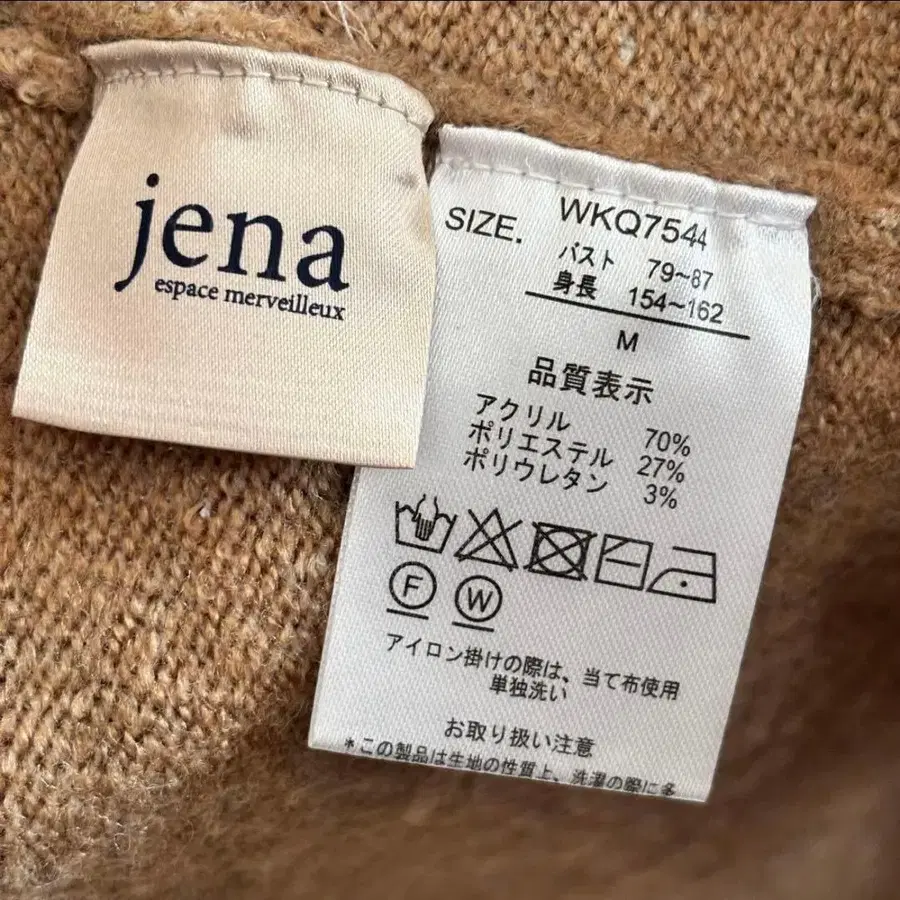 jena
espace merveilleux
WKQ7544
SIZE.
バスト 79~87
身長 154~162
M
品質表示
アクリル 70%
ポリエステル 27%
ポリウレタン 3%
F W
アイロン掛けの際は、当て布使用
単独洗い
お取り扱い注意
*この製品は生地の性質上、洗濯の際に多